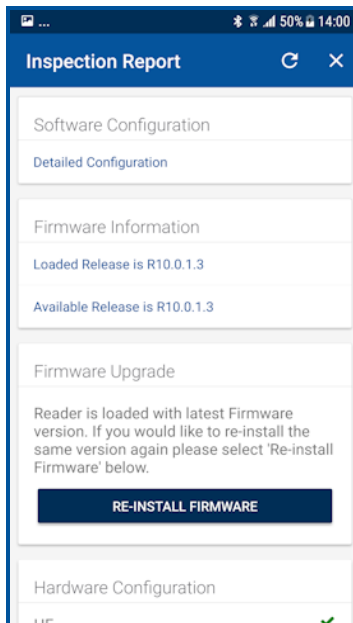 ... 50% 14:00
Inspection Report
Software Configuration
Detailed Configuration
Firmware Information
Loaded Release is R10.0.1.3
Available Release is R10.0.1.3
Firmware Upgrade
Reader is loaded with latest Firmware
version. If you would like to re-install the
same version again please select 'Re-install
Firmware' below.
RE-INSTALL FIRMWARE
Hardware Configuration